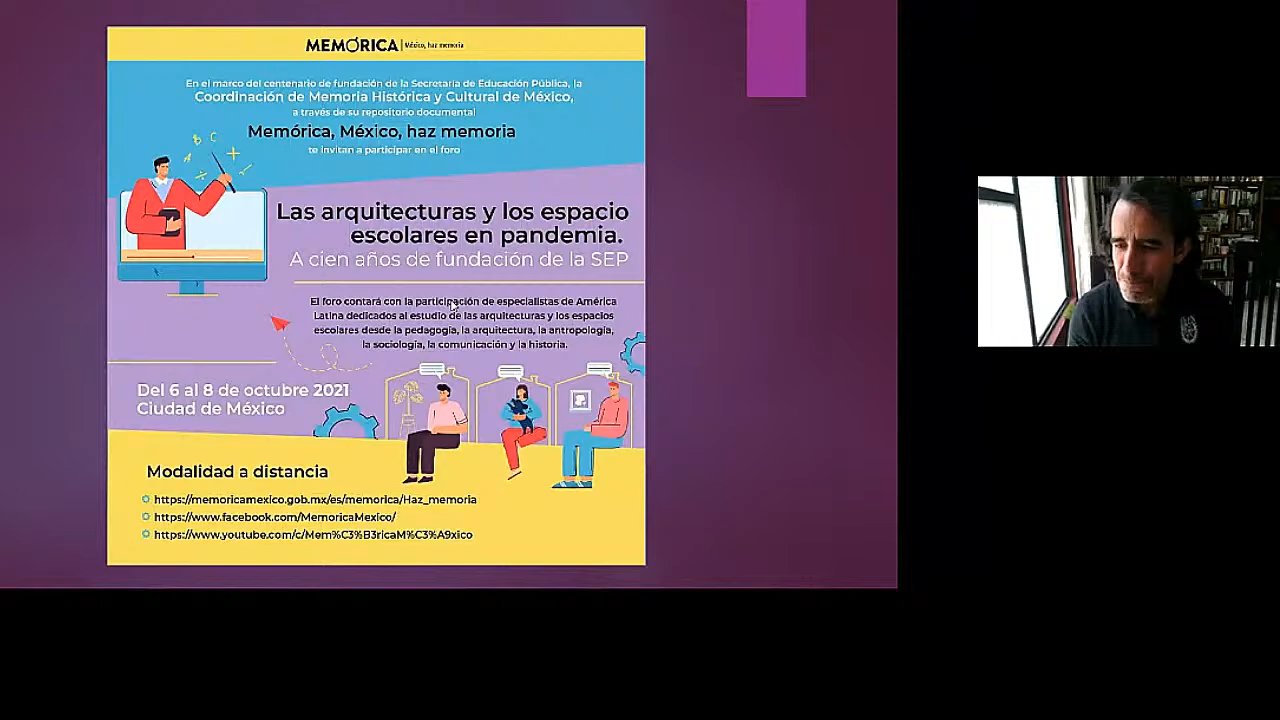 MEMÓRICA México, haz memoria
En el marco del centenario de fundación de la Secretaría de Educación Pública, la
Coordinación de Memoria Histórica y Cultural de México,
a través de su repositorio documental
Memórica, México, haz memoria
te invitan a participar en el foro
A B C
Las arquitecturas y los espacio
escolares en pandemia.
A cien años de fundación de la SEP
El foro contará con la participación de especialistas de América
Latina dedicados al estudio de las arquitecturas y los espacios
escolares desde la pedagogía, la arquitectura, la antropología,
la sociología, la comunicación y la historia.
Del 6 al 8 de octubre 2021
Ciudad de México
Modalidad a distancia
https://memoricamexico.gob.mx/es/memorica/Haz_memoria
https://www.facebook.com/MemoricaMexico/
https://www.youtube.com/c/Mem%C3%B3ricaM%C3%A9xico